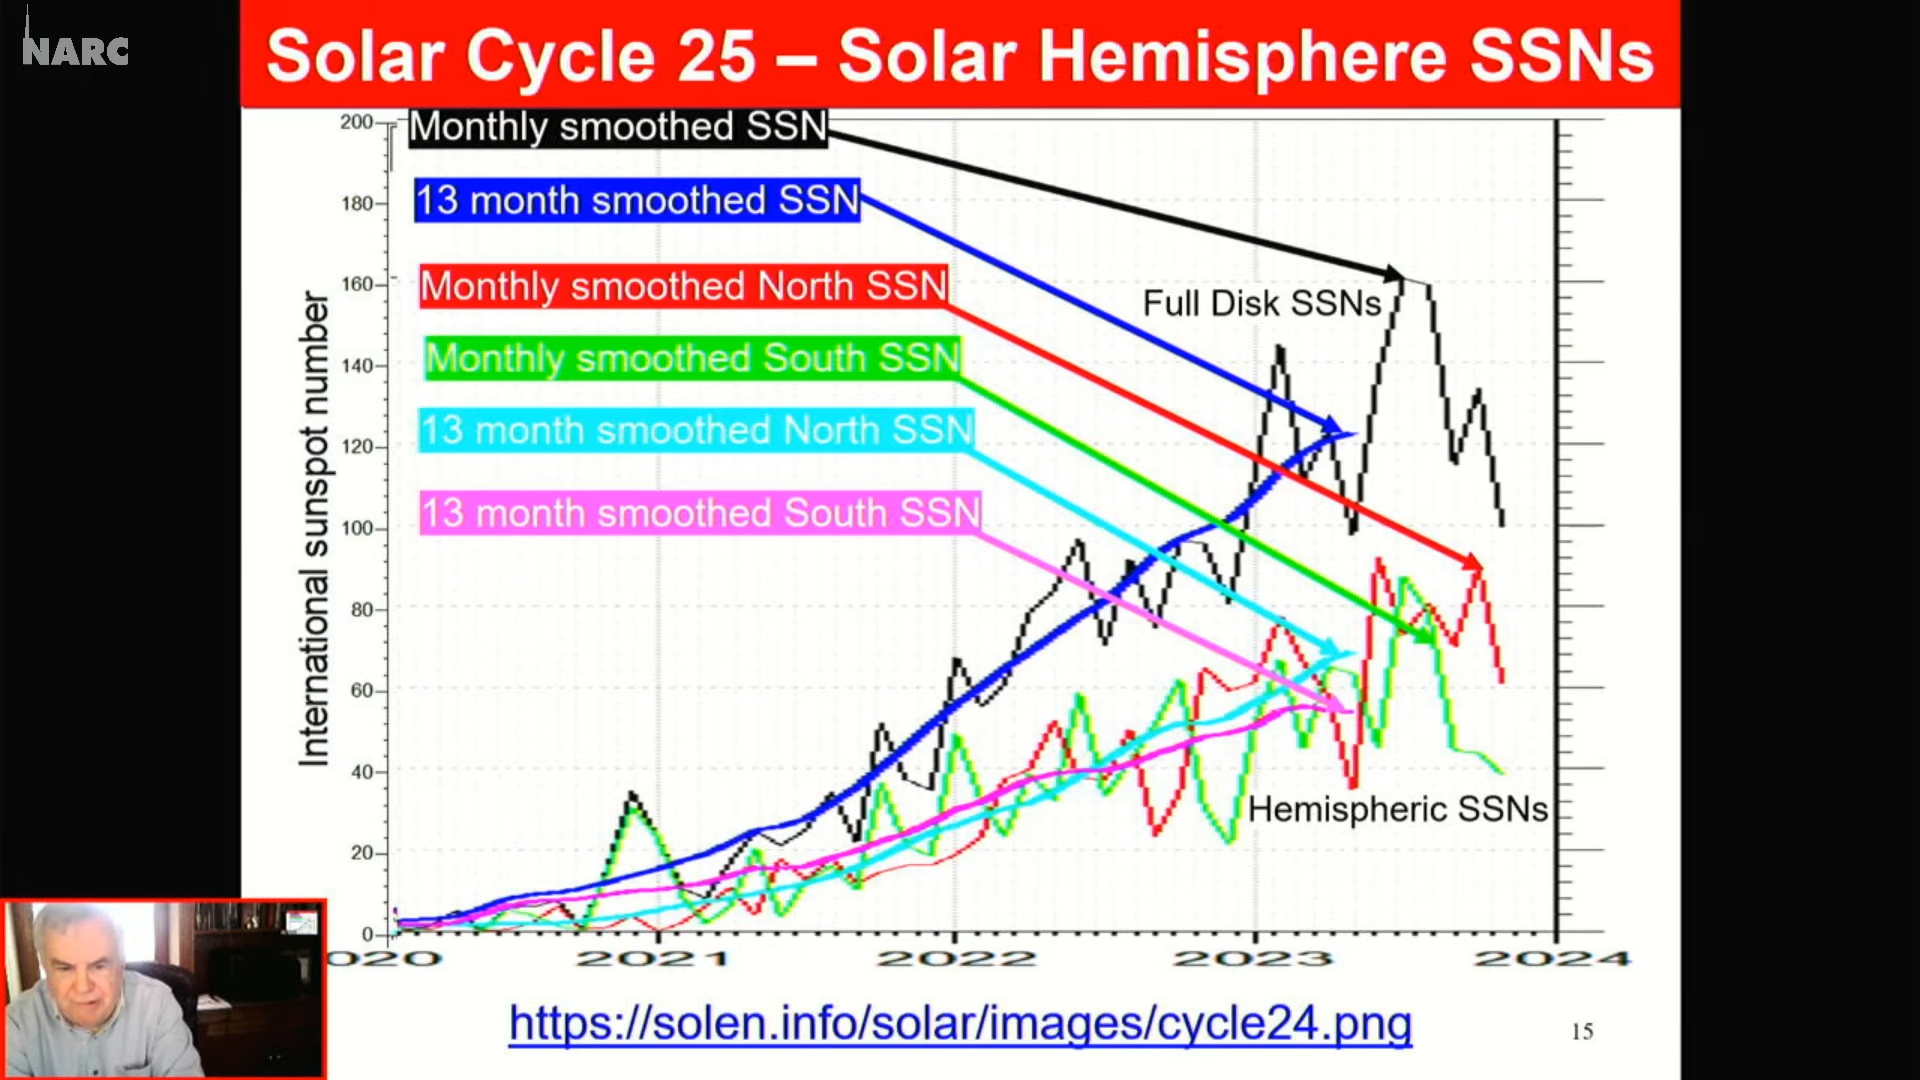 NARC
Solar Cycle 25 – Solar Hemisphere SSNs
Monthly smoothed SSN
13 month smoothed SSN
Monthly smoothed North SSN
Monthly smoothed South SSN
13 month smoothed North SSN
13 month smoothed South SSN
Full Disk SSNs
Hemispheric SSNs
International sunspot number
200
180
160
140
120
100
80
60
40
20
0
020 2021 2022 2023 2024
https://solen.info/solar/images/cycle24.png
15